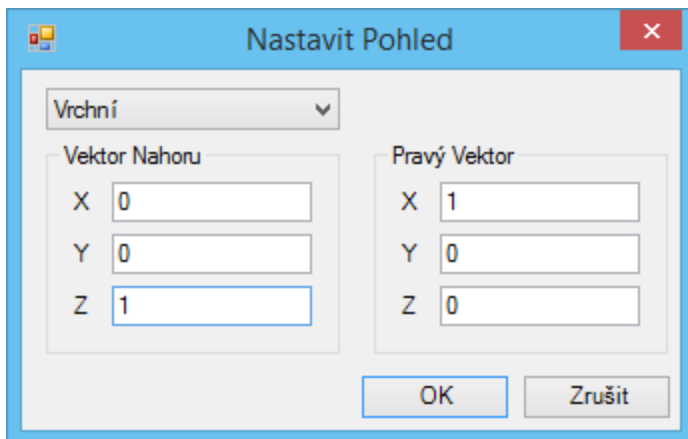 Nastavit Pohled
Vrchní
Vektor Nahoru
Pravý Vektor
X 0
X 1
Y 0
Y 0
Z 1
Z 0
OK
Zrušit